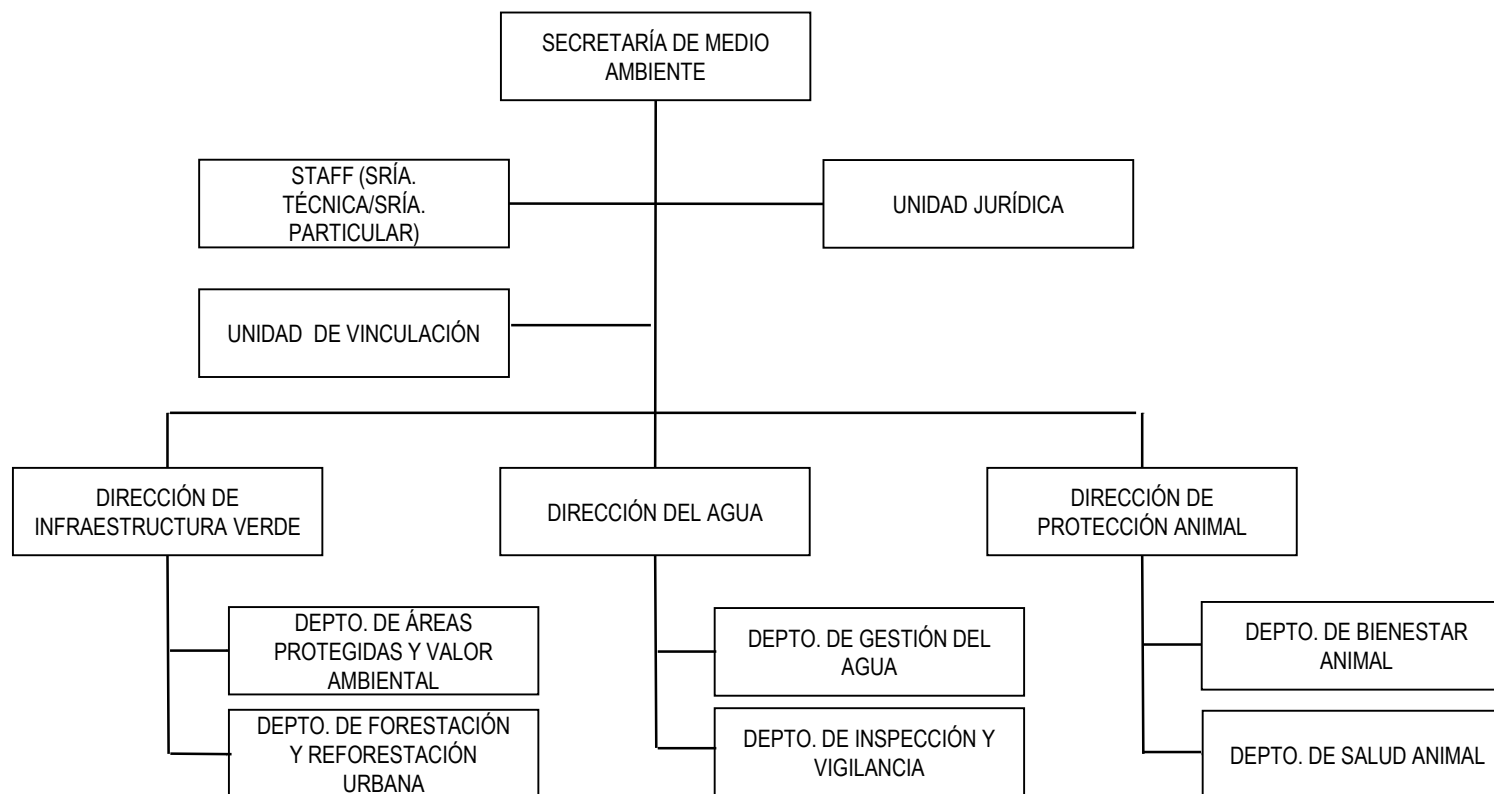 SECRETARÍA DE MEDIO
AMBIENTE
STAFF (SRÍA.
TÉCNICA/SRÍA.
PARTICULAR)
UNIDAD JURÍDICA
UNIDAD  DE VINCULACIÓN
DIRECCIÓN DE
INFRAESTRUCTURA VERDE
DIRECCIÓN DEL AGUA
DIRECCIÓN DE
PROTECCIÓN ANIMAL
DEPTO. DE ÁREAS
PROTEGIDAS Y VALOR
AMBIENTAL
DEPTO. DE GESTIÓN DEL
AGUA
DEPTO. DE BIENESTAR
ANIMAL
DEPTO. DE FORESTACIÓN
Y REFORESTACIÓN
URBANA
DEPTO. DE INSPECCIÓN Y
VIGILANCIA
DEPTO. DE SALUD ANIMAL